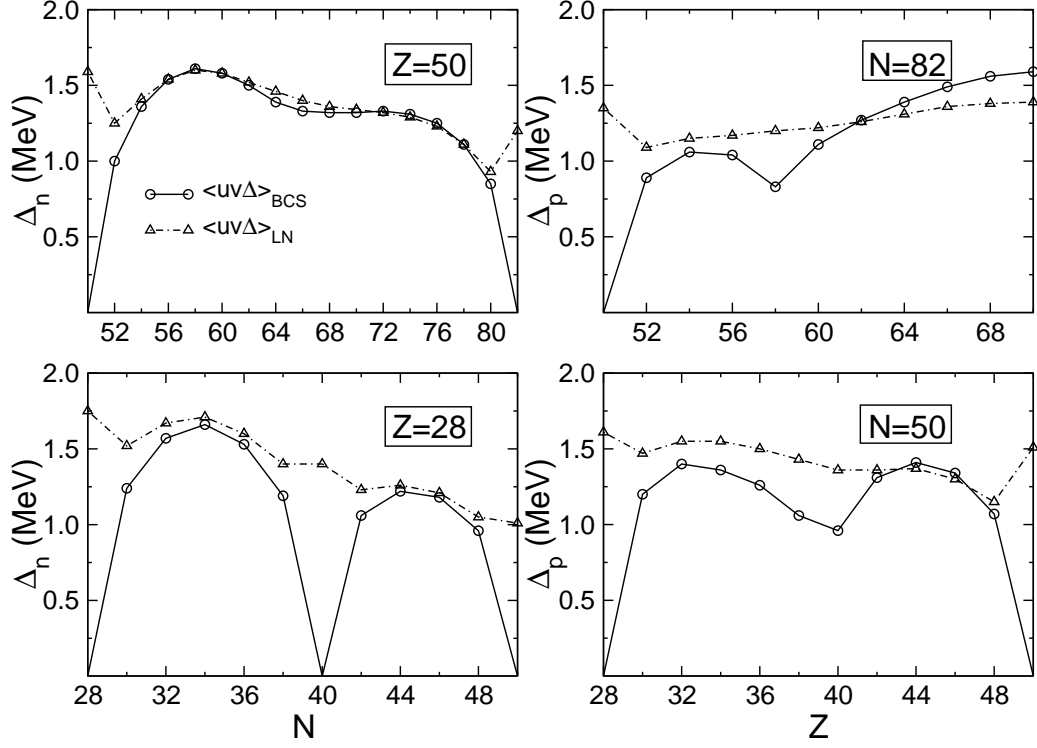 2.0
1.5
1.0
0.5
Δn (MeV)
Z=50
<uvΔ>BCS
<uvΔ>LN
52 56 60 64 68 72 76 80
2.0
1.5
1.0
0.5
Δp (MeV)
N=82
52 56 60 64 68
2.0
1.5
1.0
0.5
Δn (MeV)
Z=28
28 32 36 40 44 48
N
2.0
1.5
1.0
0.5
Δp (MeV)
N=50
28 32 36 40 44 48
Z